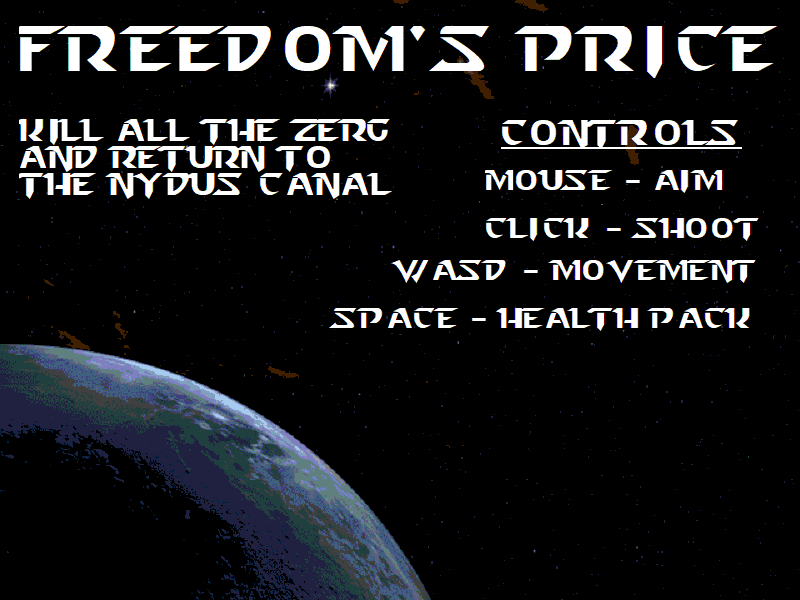 FREEDOM'S PRICE
KILL ALL THE ZERG
AND RETURN TO
THE NYDUS CANAL
CONTROLS
MOUSE - AIM
CLICK - SHOOT
WASD - MOVEMENT
SPACE - HEALTH PACK